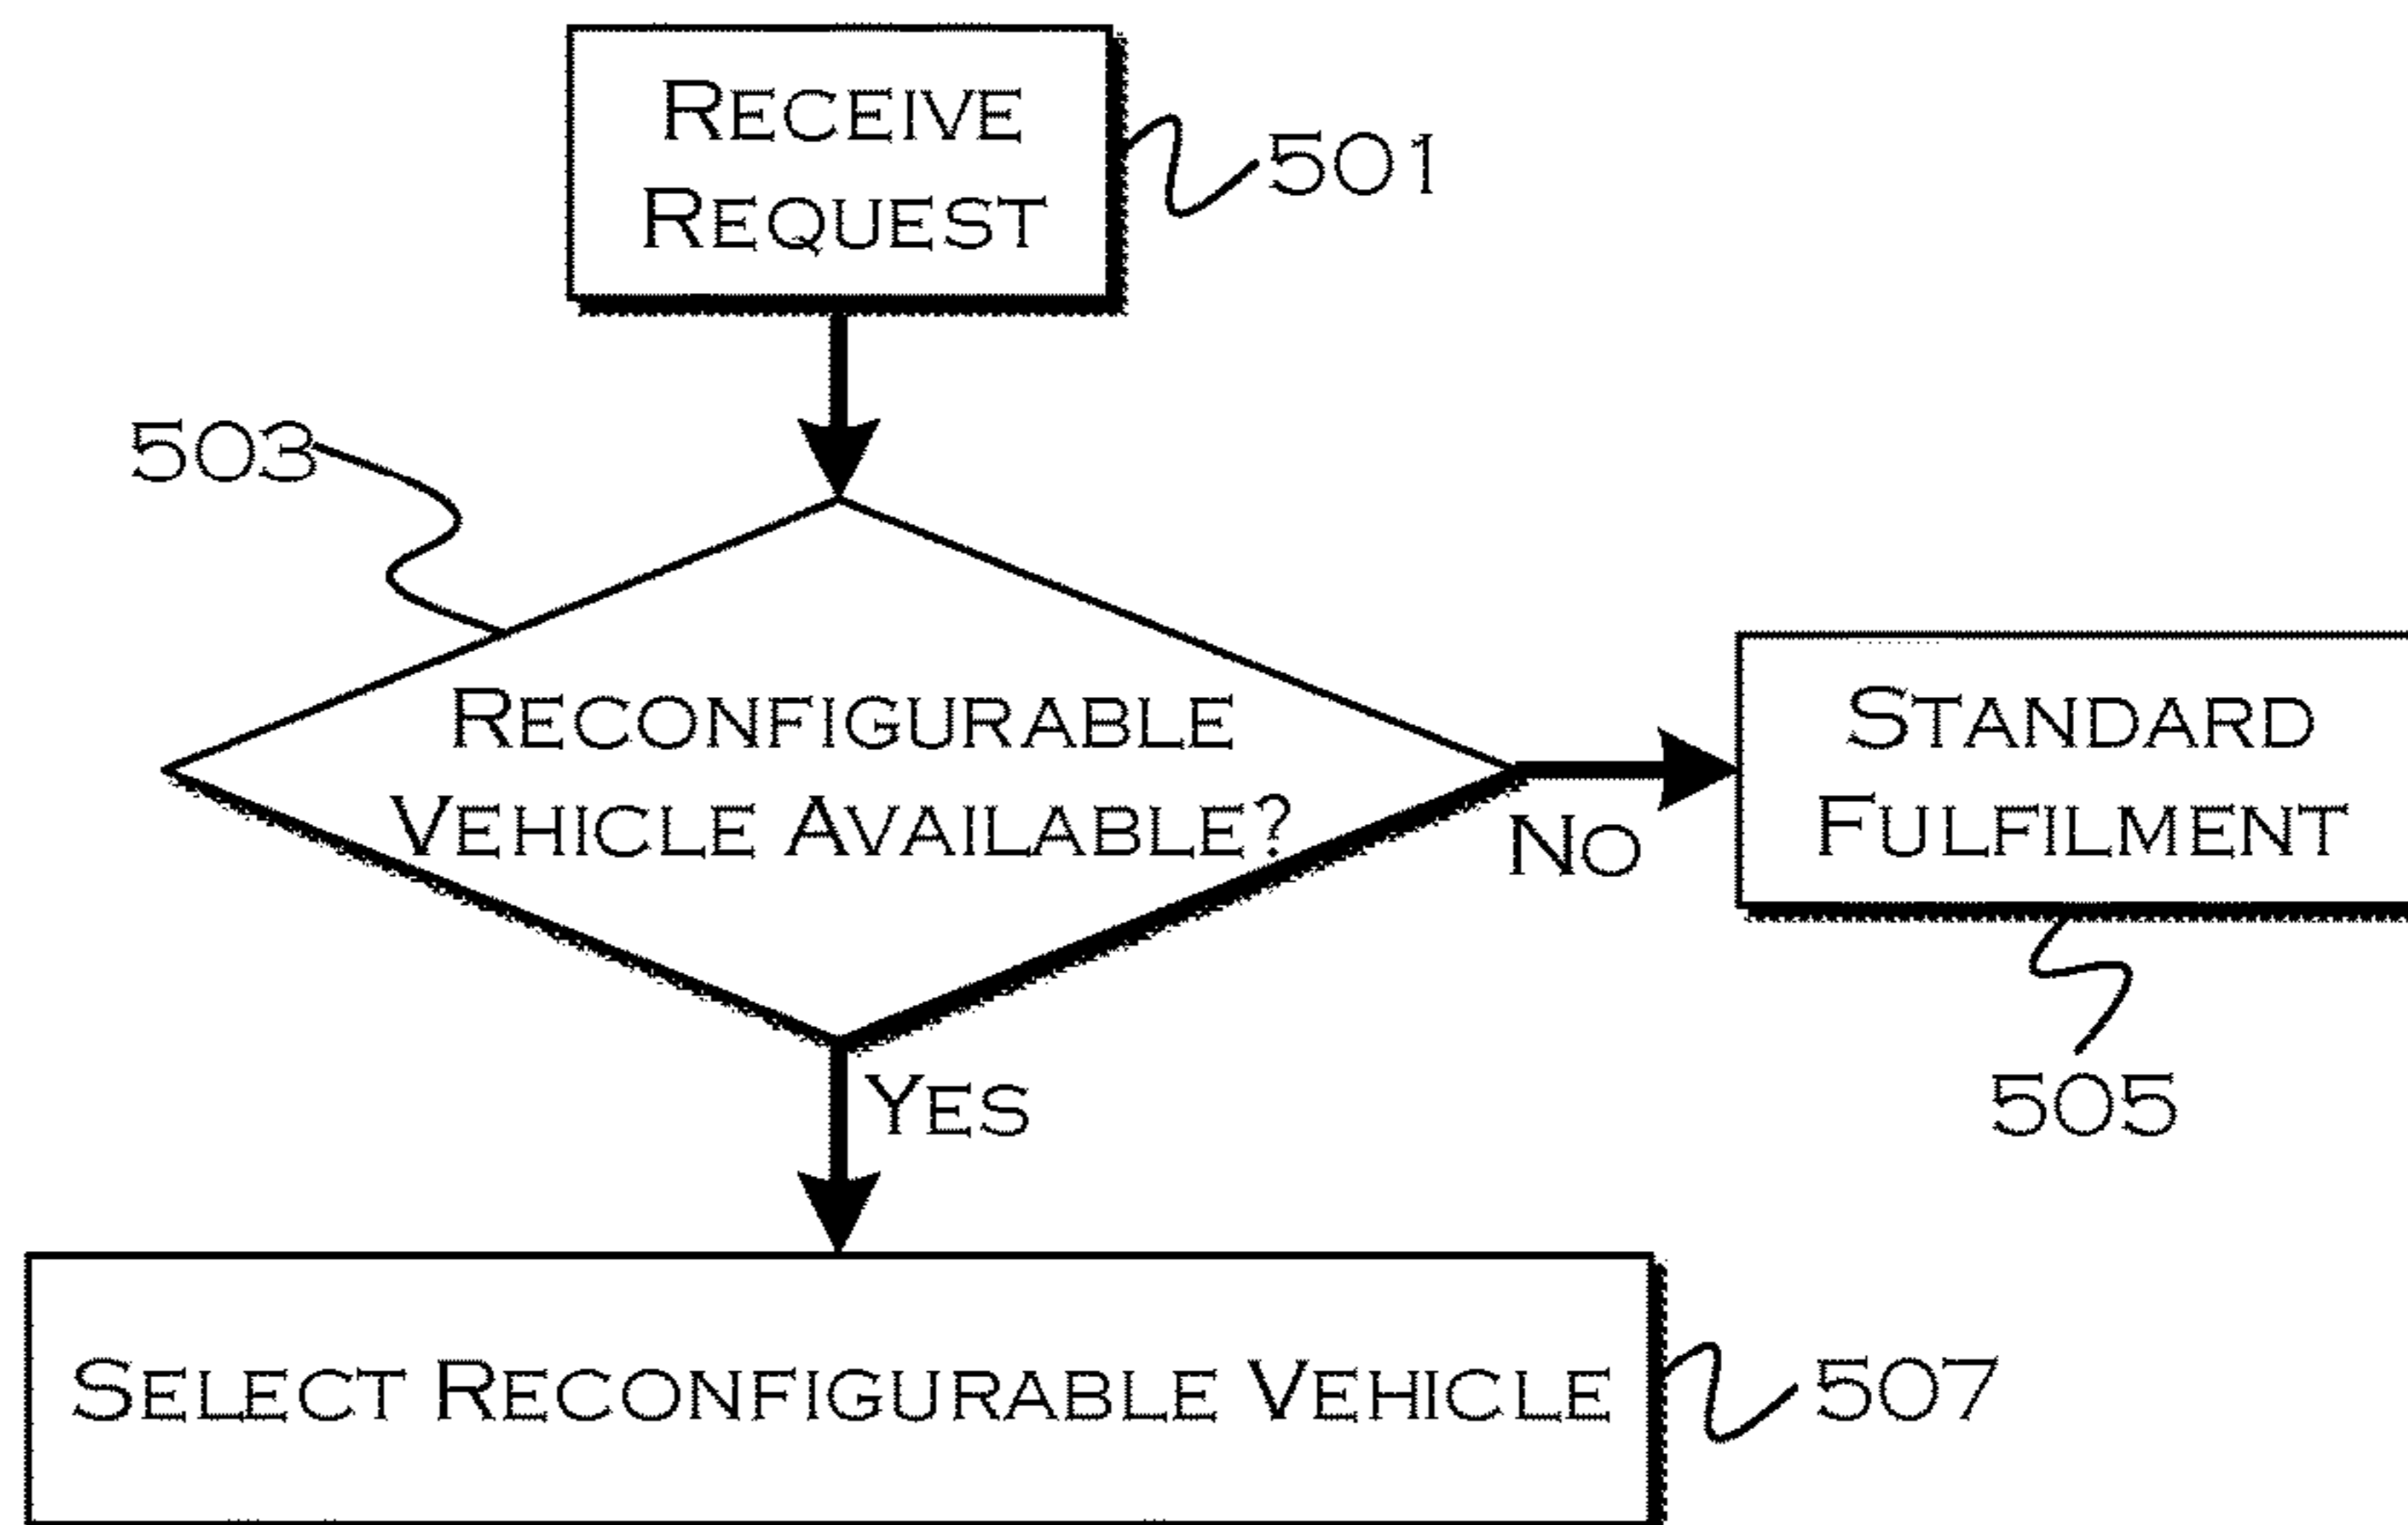 RECEIVE
REQUEST
501
503
RECONFIGURABLE
VEHICLE AVAILABLE?
NO
STANDARD
FULFILMENT
505
YES
SELECT RECONFIGURABLE VEHICLE
507